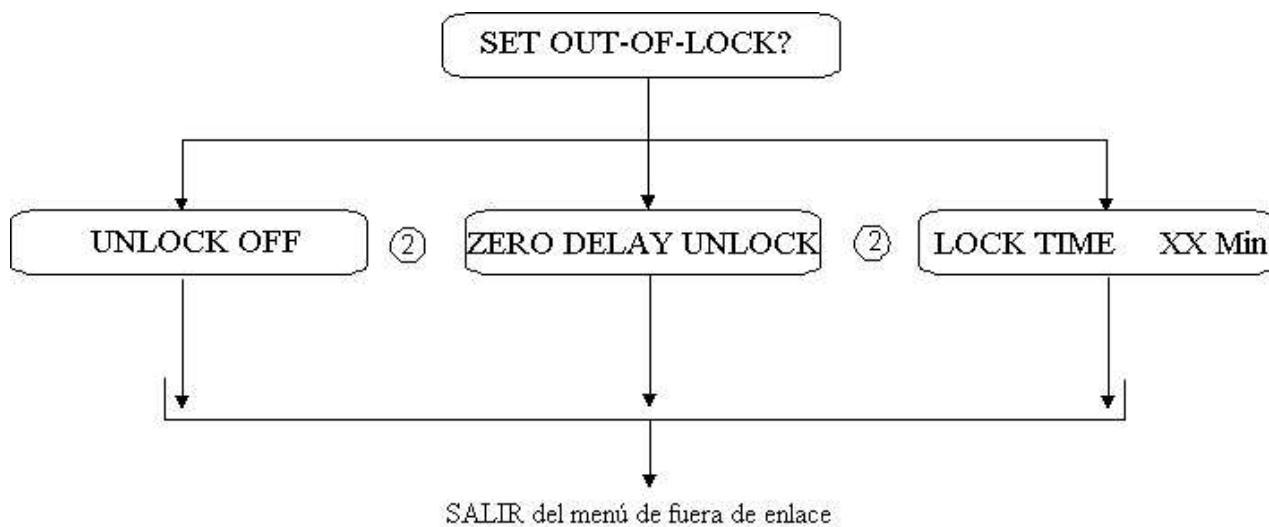 SET OUT-OF-LOCK?
UNLOCK OFF
2
ZERO DELAY UNLOCK
2
LOCK TIME XX Min
SALIR del menú de fuera de enlace